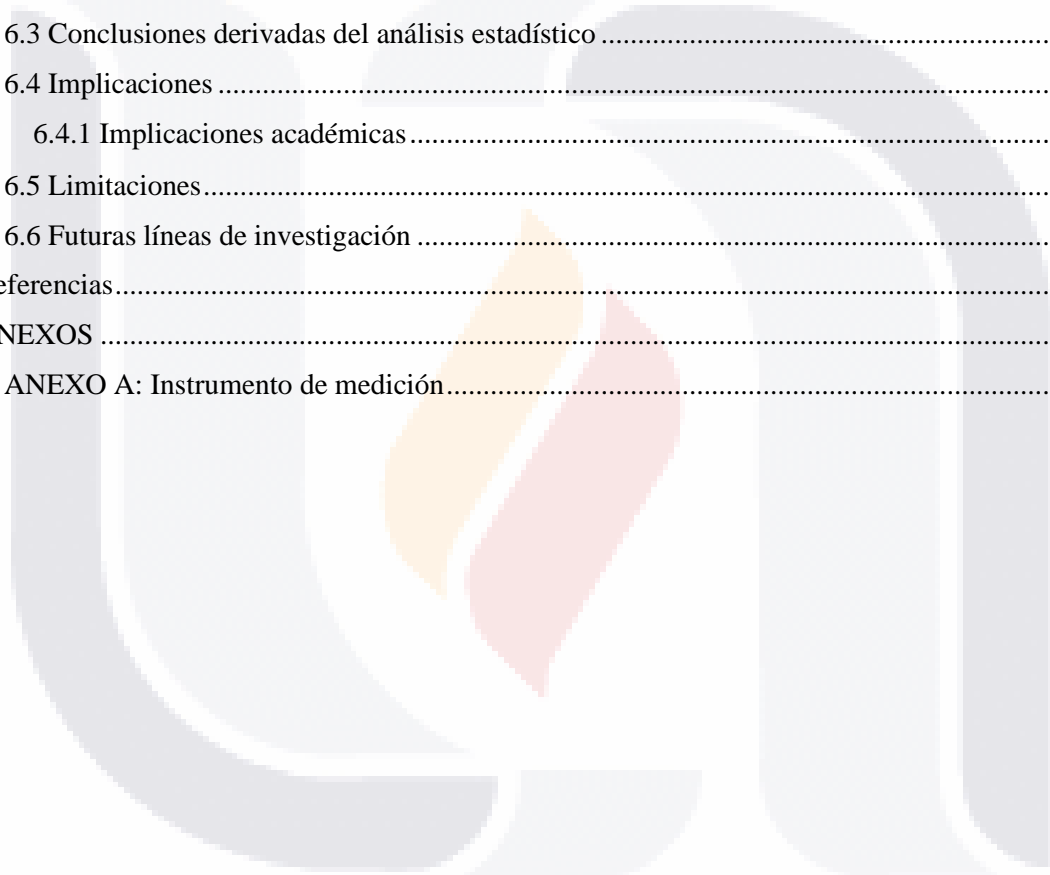 6.3 Conclusiones derivadas del análisis estadístico ............................................................
6.4 Implicaciones ....................................................................................................................
6.4.1 Implicaciones académicas .........................................................................................
6.5 Limitaciones ......................................................................................................................
6.6 Futuras líneas de investigación ........................................................................................
eferencias ...............................................................................................................................
NEXOS ..................................................................................................................................
ANEXO A: Instrumento de medición ...................................................................................